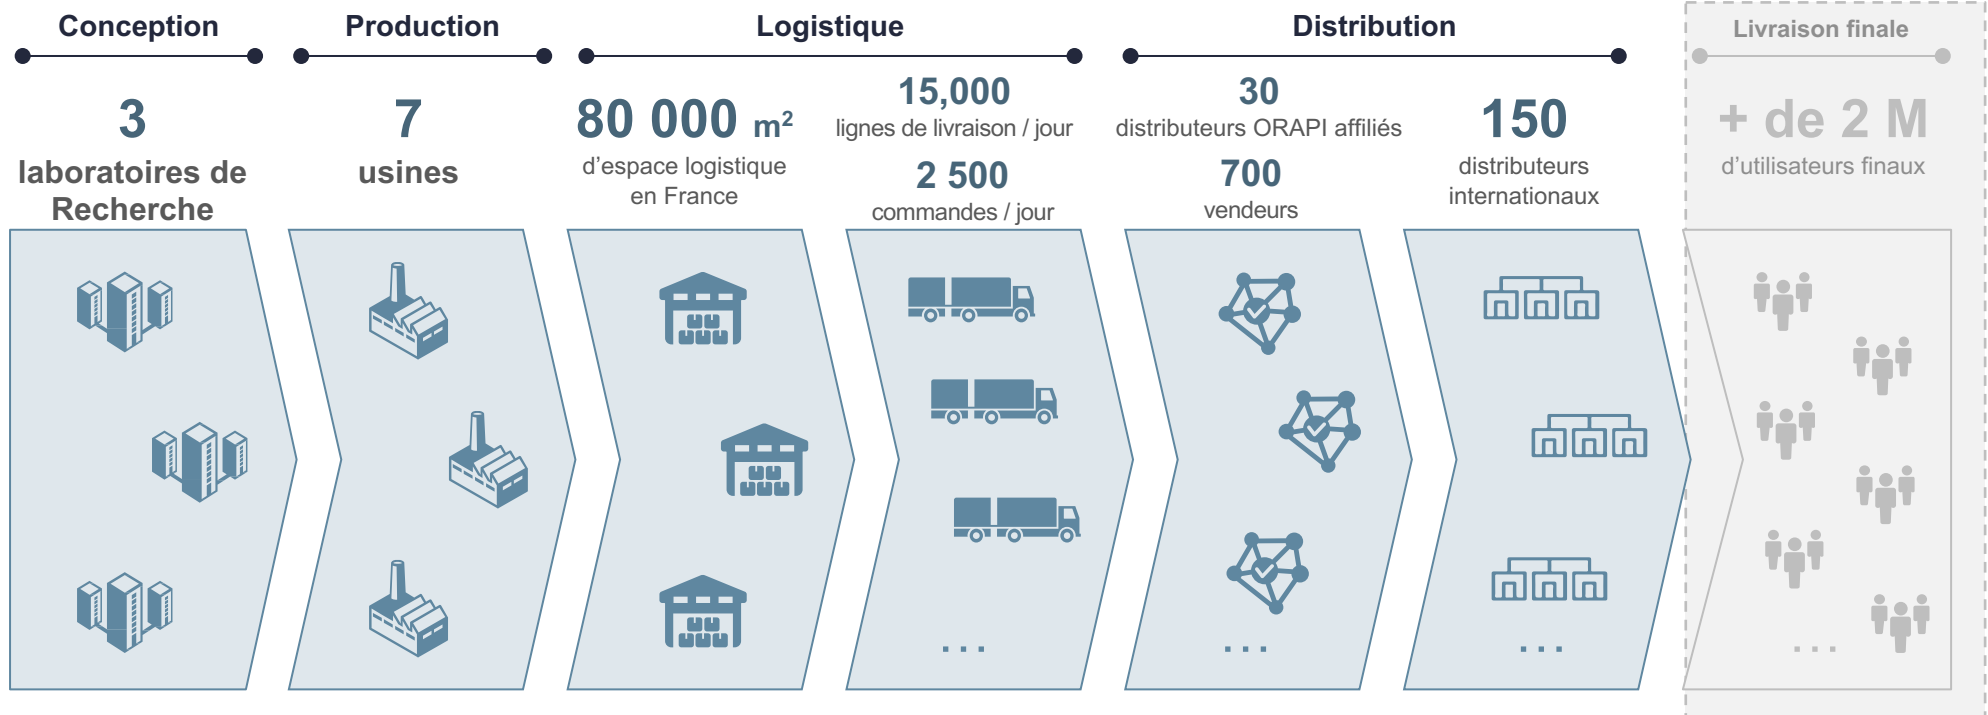 Conception
3
laboratoires de
Recherche
Production
7
usines
Logistique
80 000 m²
d’espace logistique
en France
15,000
lignes de livraison / jour
2 500
commandes / jour
Distribution
30
distributeurs ORAPI affiliés
700
vendeurs
150
distributeurs
internationaux
Livraison finale
+ de 2 M
d’utilisateurs finaux
...
...
...
...